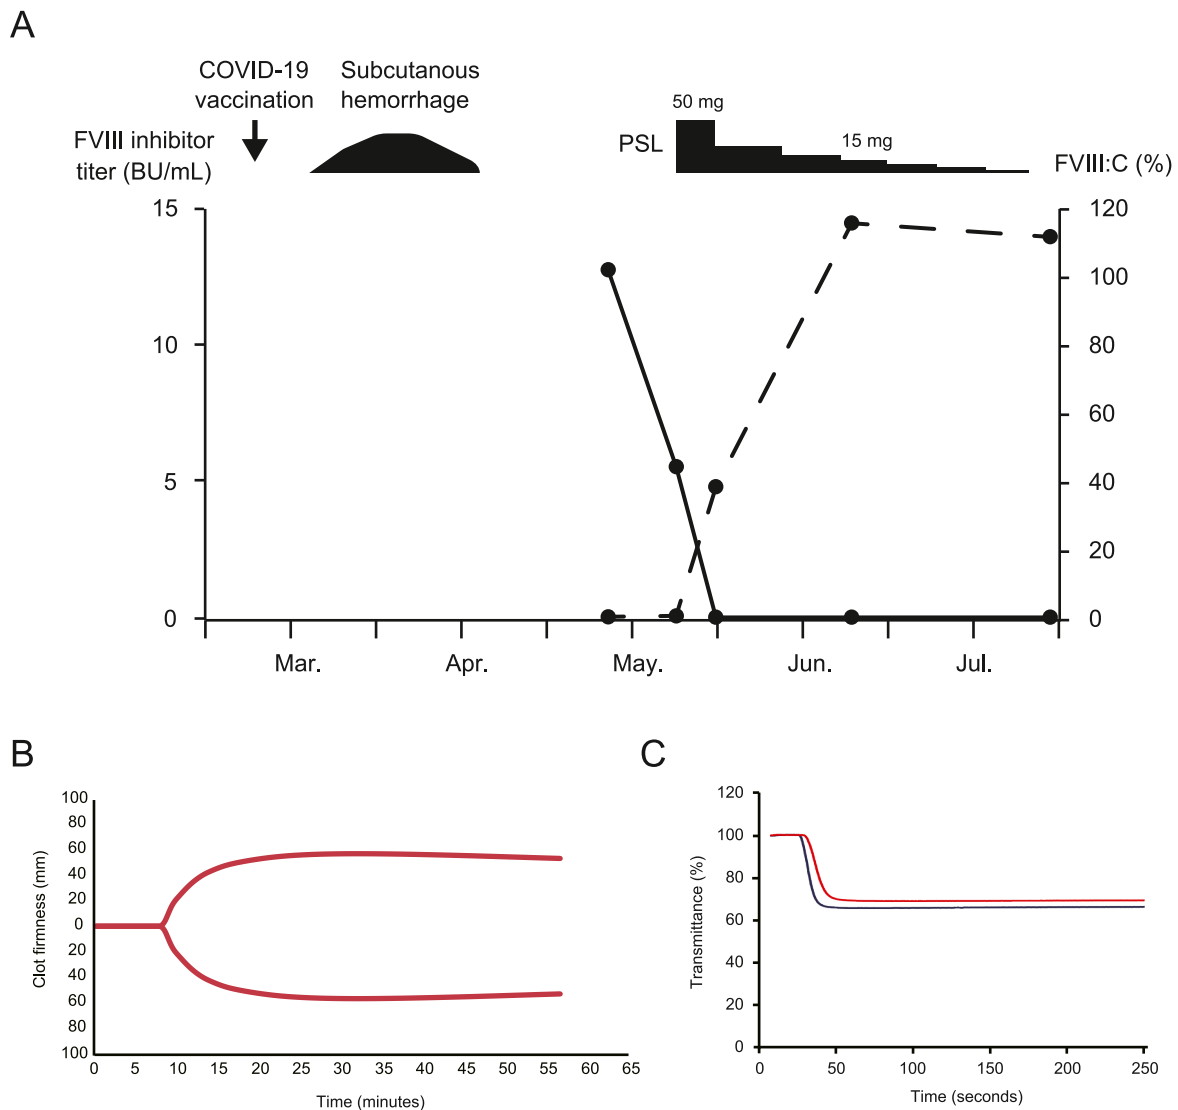 A
COVID-19
vaccination
Subcutanous
hemorrhage
50 mg
15 mg
PSL
FVIII inhibitor
titer (BU/mL)
FVIII:C (%)
15
10
5
0
120
100
80
60
40
20
0
Mar. Apr. May. Jun. Jul.
B
Clot firmness (mm)
100
80
60
40
20
0
20
40
60
80
100
0 5 10 15 20 25 30 35 40 45 50 55 60 65
Time (minutes)
C
Transmittance (%)
120
100
80
60
40
20
0
0 50 100 150 200 250
Time (seconds)